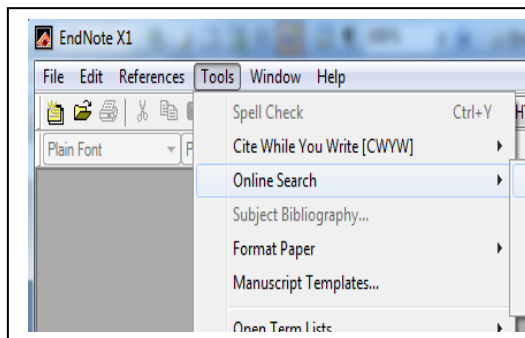 EndNote X1
File Edit References Tools Window Help
Spell Check Ctrl+Y
Plain Font
Cite While You Write [CWYW]
Online Search
Subject Bibliography...
Format Paper
Manuscript Templates...
Open Term Lists